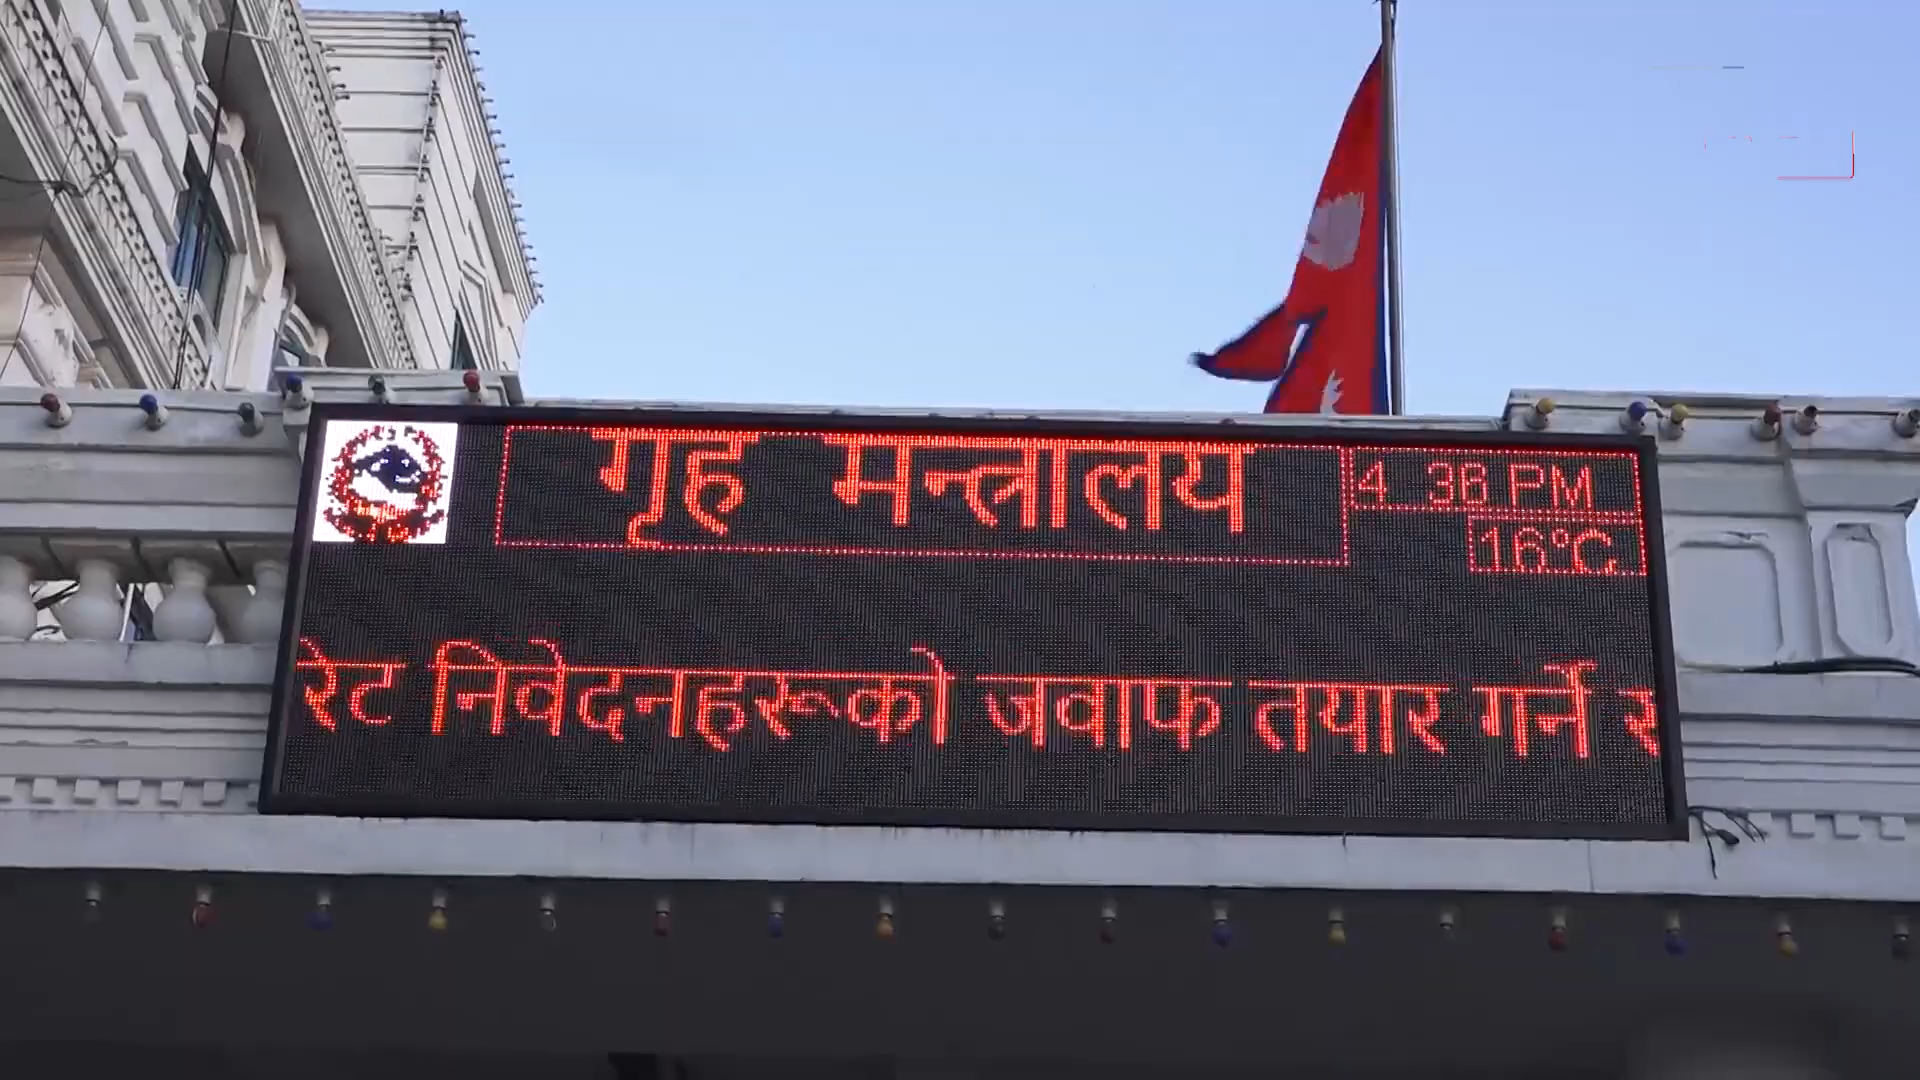 गृह मन्त्रालय
4 38 PM
16°C
रेट निवेदनहरूको जवाफ तयार गर्ने